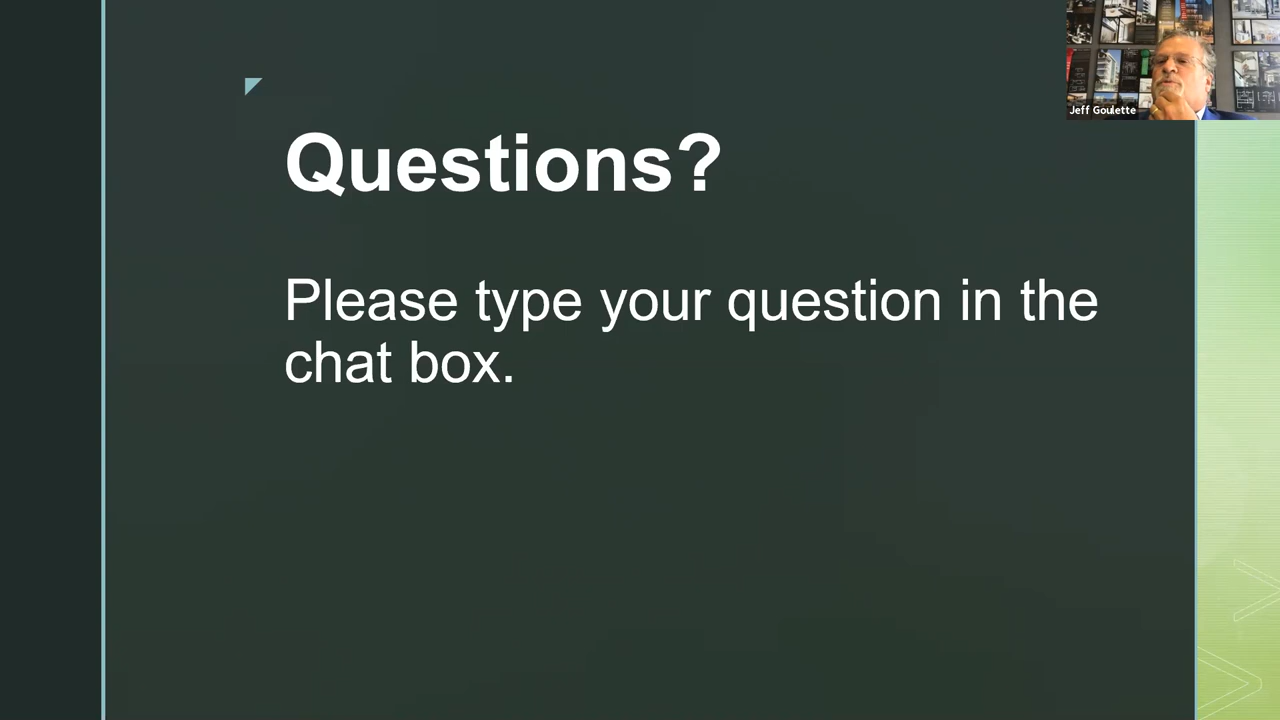 Jeff Goulette
Questions?
Please type your question in the
chat box.